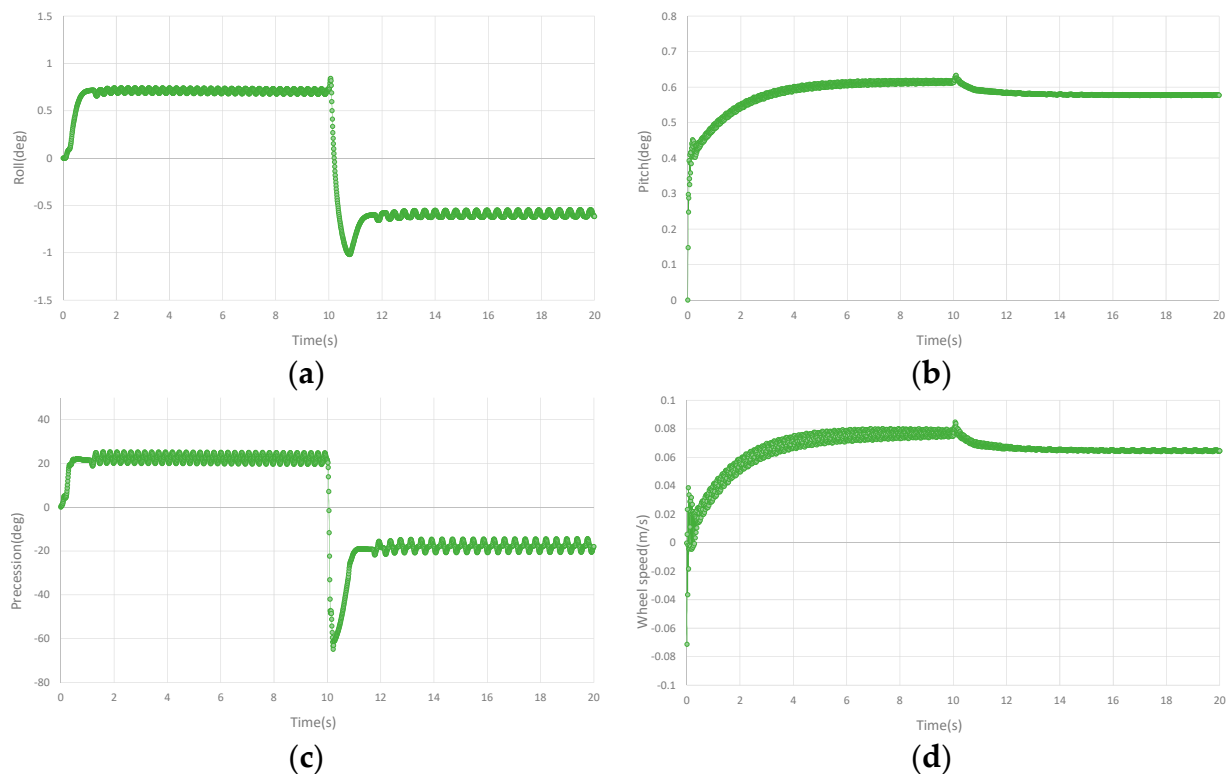 1.5
1
0.5
0
-0.5
-1
-1.5
Roll(deg)
0 2 4 6 8 10 12 14 16 18 20
Time(s)
(a)
0.8
0.7
0.6
0.5
0.4
0.3
0.2
0.1
0
Pitch(deg)
0 2 4 6 8 10 12 14 16 18 20
Time(s)
(b)
40
20
0
-20
-40
-60
-80
Precession(deg)
0 2 4 6 8 10 12 14 16 18 20
Time(s)
(c)
0.1
0.08
0.06
0.04
0.02
0
-0.02
-0.04
-0.06
-0.08
-0.1
Wheel speed(m/s)
0 2 4 6 8 10 12 14 16 18 20
Time(s)
(d)